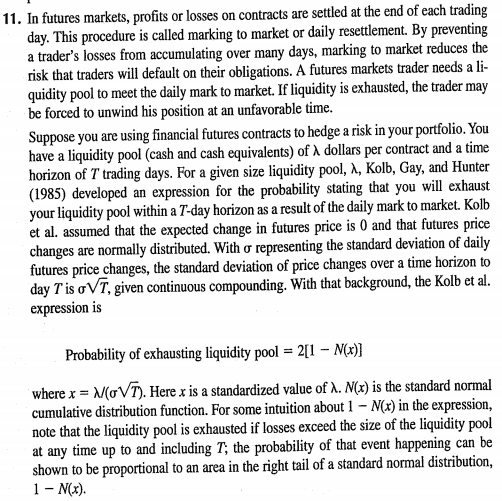 11. In futures markets, profits or losses on contracts are settled at the end of each trading
day. This procedure is called marking to market or daily resettlement. By preventing
a trader's losses from accumulating over many days, marking to market reduces the
risk that traders will default on their obligations. A futures markets trader needs a li-
quidity pool to meet the daily mark to market. If liquidity is exhausted, the trader may
be forced to unwind his position at an unfavorable time.
Suppose you are using financial futures contracts to hedge a risk in your portfolio. You
have a liquidity pool (cash and cash equivalents) of λ dollars per contract and a time
horizon of T trading days. For a given size liquidity pool, λ, Kolb, Gay, and Hunter
(1985) developed an expression for the probability stating that you will exhaust
your liquidity pool within a T-day horizon as a result of the daily mark to market. Kolb
et al. assumed that the expected change in futures price is 0 and that futures price
changes are normally distributed. With σ representing the standard deviation of daily
futures price changes, the standard deviation of price changes over a time horizon to
day T is σ√T, given continuous compounding. With that background, the Kolb et al.
expression is
Probability of exhausting liquidity pool = 2[1 − N(x)]
where x = λ/(σ√T). Here x is a standardized value of λ. N(x) is the standard normal
cumulative distribution function. For some intuition about 1 − N(x) in the expression,
note that the liquidity pool is exhausted if losses exceed the size of the liquidity pool
at any time up to and including T; the probability of that event happening can be
shown to be proportional to an area in the right tail of a standard normal distribution,
1 − N(x).